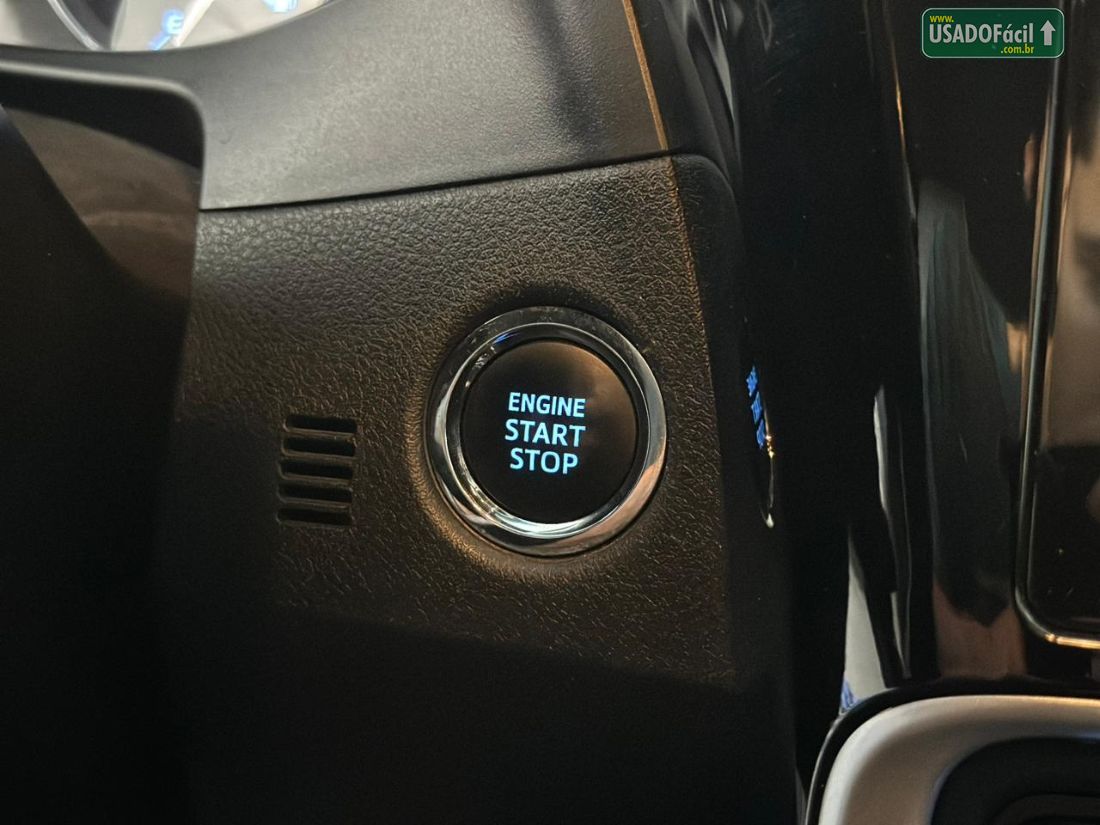 www.
USADOFácil
.com.br
ENGINE
START
STOP